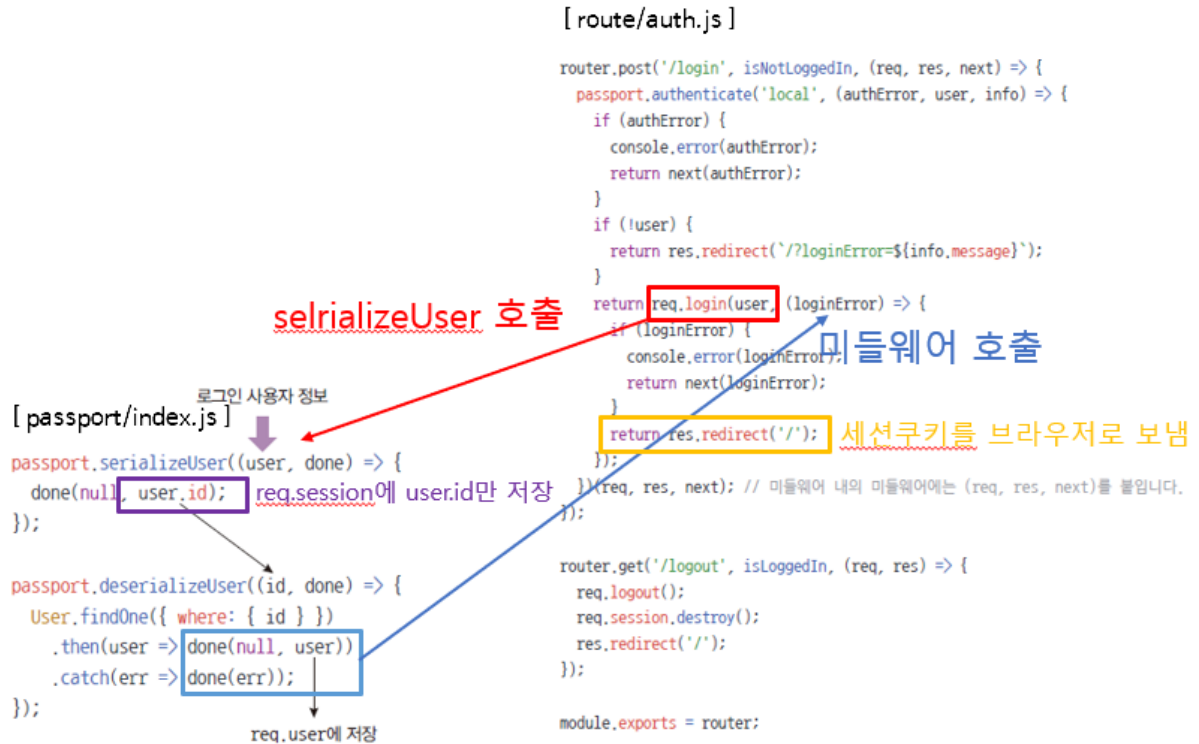 [ route/auth.js ]
router.post('/login', isNotLoggedIn, (req, res, next) => {
passport.authenticate('local', (authError, user, info) => {
if (authError) {
console.error(authError);
return next(authError);
}
if (!user) {
return res.redirect(`/?loginError=${info.message}`);
}
return req.login(user, (loginError) => {
if (loginError) {
console.error(loginError);
return next(loginError);
}
return res.redirect('/');
});
})(req, res, next); // 미들웨어 내의 미들웨어에는 (req, res, next)를 붙입니다.
});
router.get('/logout', isLoggedIn, (req, res) => {
req.logout();
req.session.destroy();
res.redirect('/');
});
module.exports = router;
selrializeUser 호출
미들웨어 호출
세션쿠키를 브라우저로 보냄
로그인 사용자 정보
[ passport/index.js ]
passport.serializeUser((user, done) => {
done(null, user.id);
req.session에 user.id만 저장
});
passport.deserializeUser((id, done) => {
User.findOne({ where: { id } })
.then(user => done(null, user))
.catch(err => done(err));
});
req.user에 저장